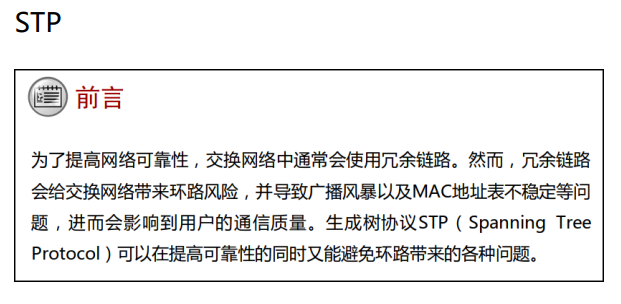 STP
前言
为了提高网络可靠性，交换网络中通常会使用冗余链路。然而，冗余链路
会给交换网络带来环路风险，并导致广播风暴以及MAC地址表不稳定等问
题，进而会影响到用户的通信质量。生成树协议STP（Spanning Tree
Protocol）可以在提高可靠性的同时又能避免环路带来的各种问题。